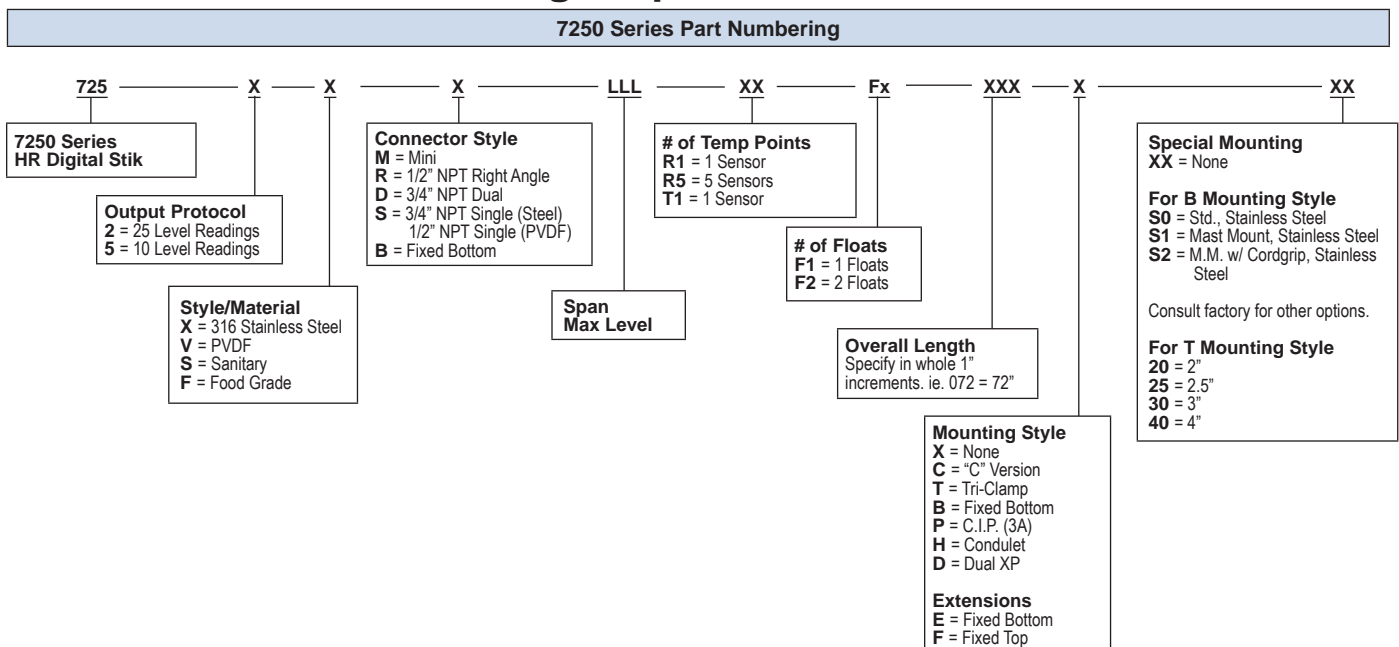 7250 Series Part Numbering
725 X X X LLL XX Fx XXX X XX
7250 Series
HR Digital Stik
Output Protocol
2 = 25 Level Readings
5 = 10 Level Readings
Style/Material
X = 316 Stainless Steel
V = PVDF
S = Sanitary
F = Food Grade
Connector Style
M = Mini
R = 1/2" NPT Right Angle
D = 3/4" NPT Dual
S = 3/4" NPT Single (Steel)
1/2" NPT Single (PVDF)
B = Fixed Bottom
Span
Max Level
# of Temp Points
R1 = 1 Sensor
R5 = 5 Sensors
T1 = 1 Sensor
# of Floats
F1 = 1 Floats
F2 = 2 Floats
Overall Length
Specify in whole 1”
increments. ie. 072 = 72”
Mounting Style
X = None
C = “C” Version
T = Tri-Clamp
B = Fixed Bottom
P = C.I.P. (3A)
H = Condulet
D = Dual XP
Extensions
E = Fixed Bottom
F = Fixed Top
Special Mounting
XX = None
For B Mounting Style
S0 = Std., Stainless Steel
S1 = Mast Mount, Stainless Steel
S2 = M.M. w/ Cordgrip, Stainless
Steel
Consult factory for other options.
For T Mounting Style
20 = 2”
25 = 2.5”
30 = 3”
40 = 4”